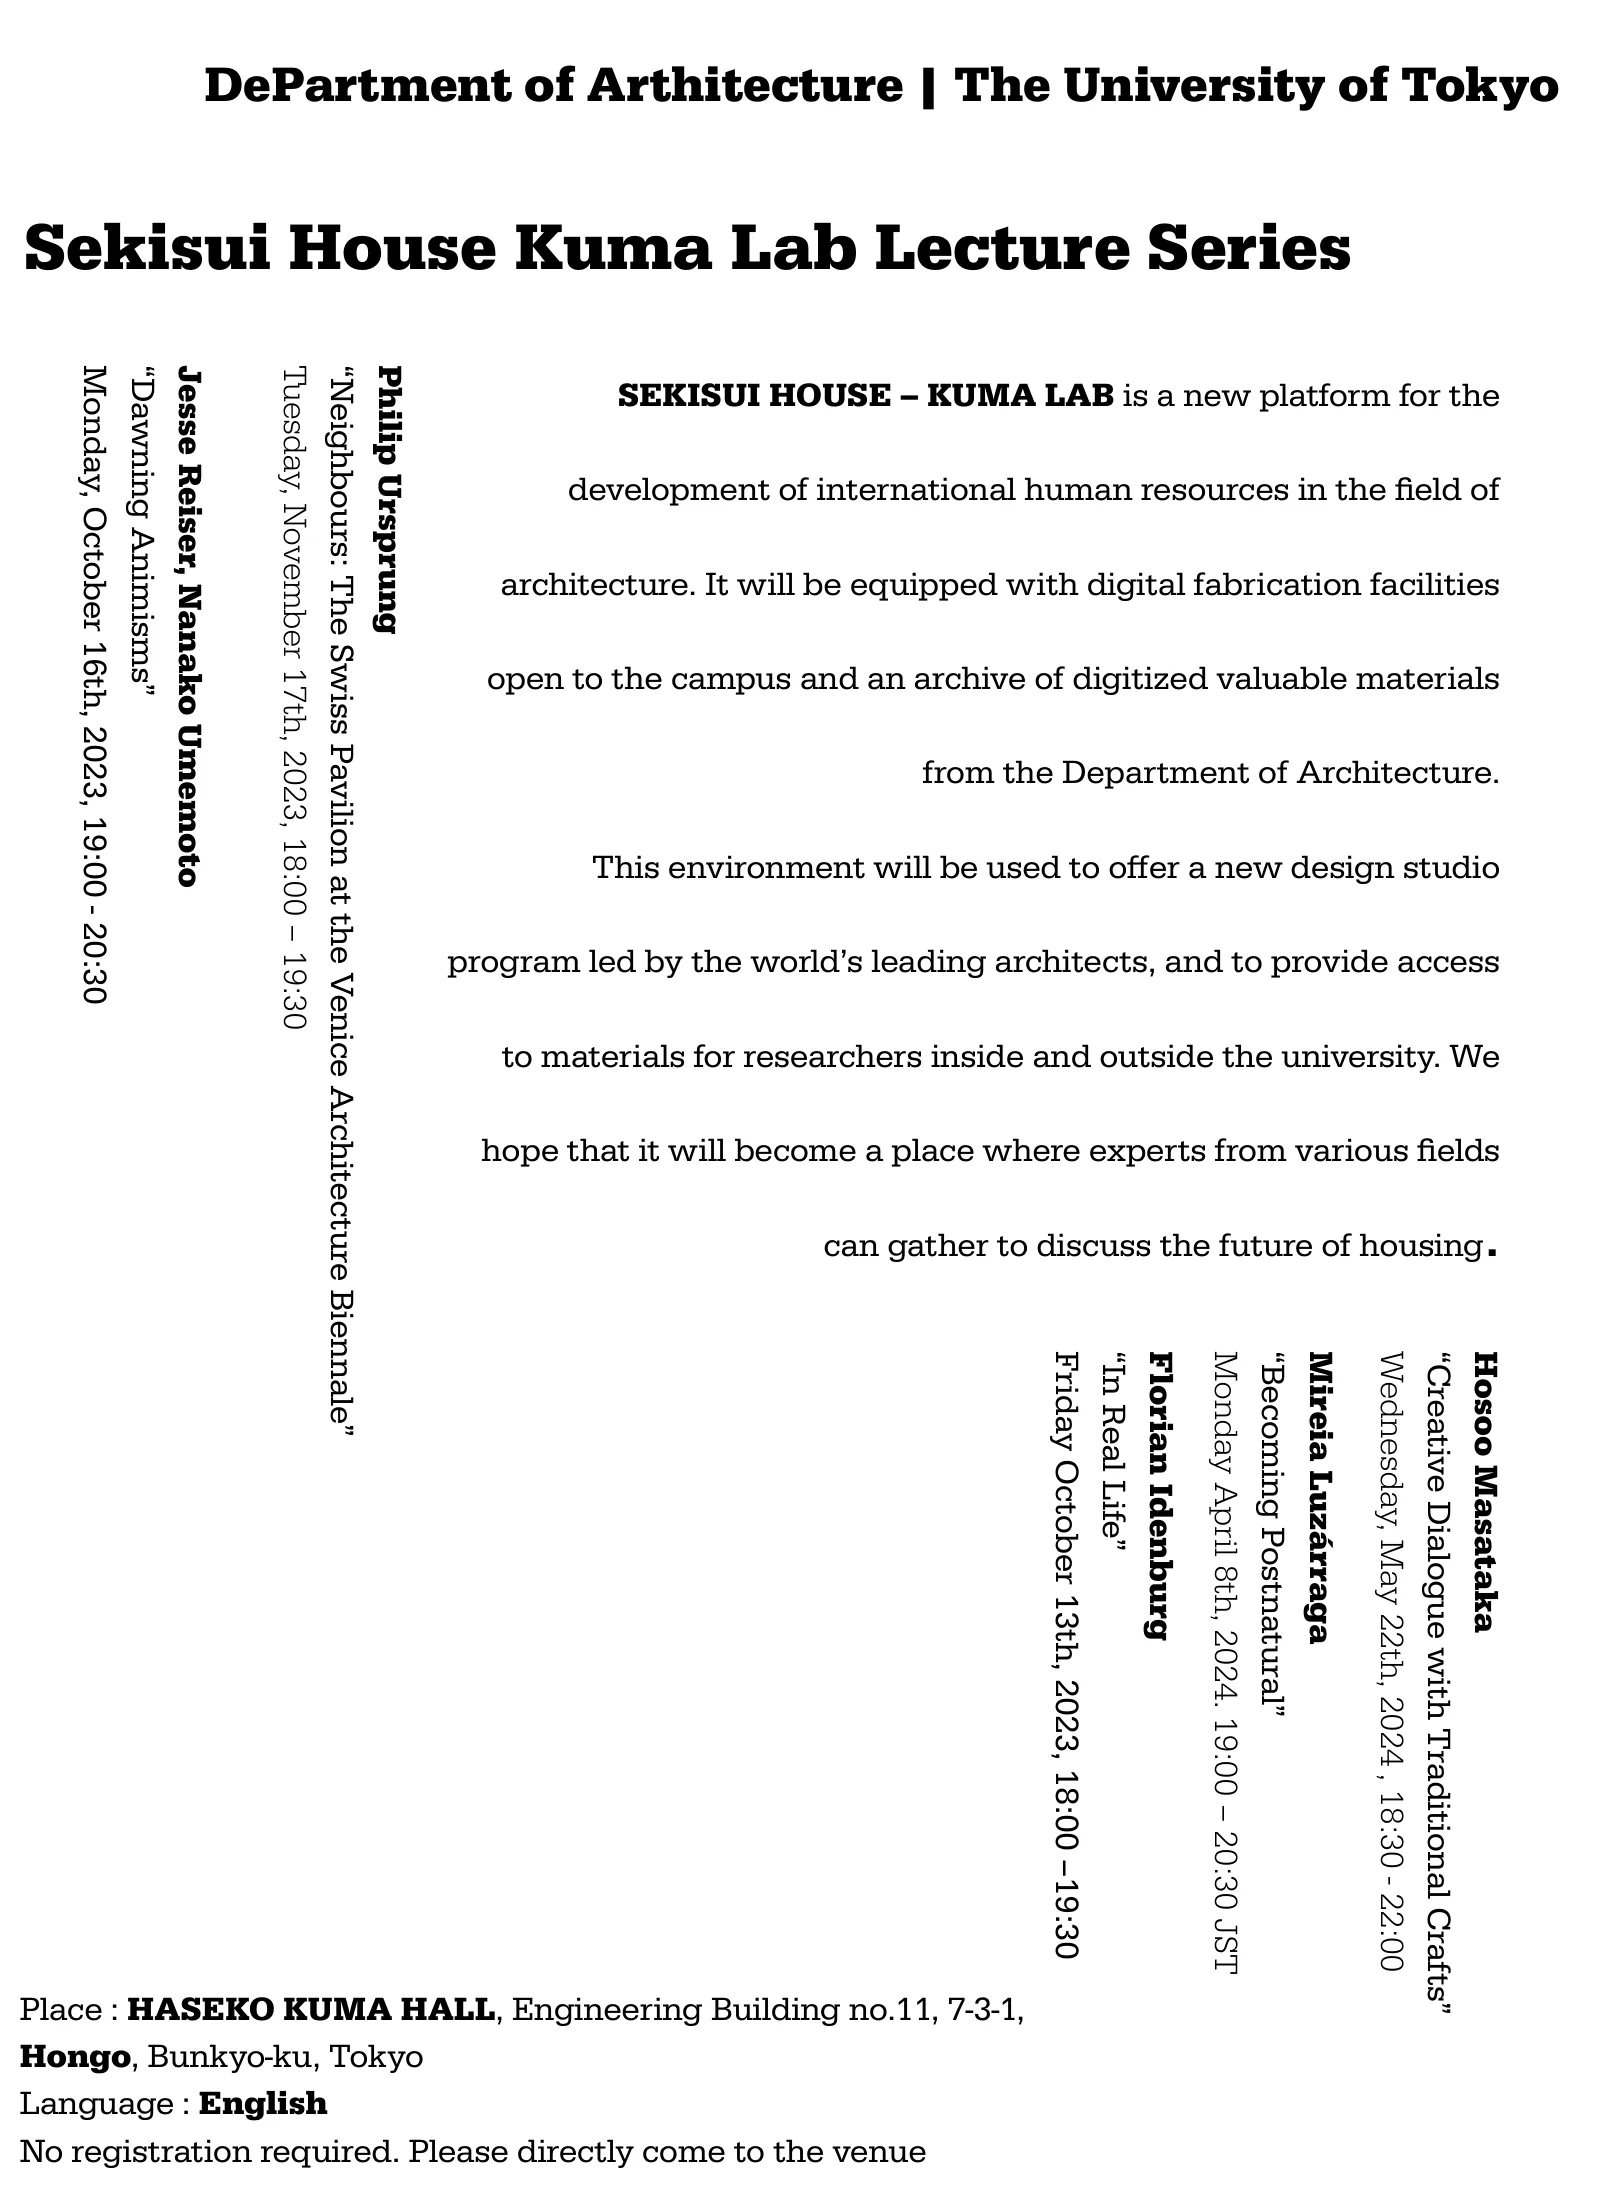 DePartment of Arthitecture | The University of Tokyo
Sekisui House Kuma Lab Lecture Series
Jesse Reiser, Nanako Umemoto
“Dawning Animisms”
Monday, October 16th, 2023, 19:00 - 20:30
Philip Ursprung
“Neighbours: The Swiss Pavilion at the Venice Architecture Biennale”
Tuesday, November 17th, 2023, 18:00 – 19:30
SEKISUI HOUSE – KUMA LAB is a new platform for the
development of international human resources in the field of
architecture. It will be equipped with digital fabrication facilities
open to the campus and an archive of digitized valuable materials
from the Department of Architecture.
This environment will be used to offer a new design studio
program led by the world’s leading architects, and to provide access
to materials for researchers inside and outside the university. We
hope that it will become a place where experts from various fields
can gather to discuss the future of housing.
Hosoo Masataka
“Creative Dialogue with Traditional Crafts”
Wednesday, May 22th, 2024 , 18:30 - 22:00
Mireia Luzárraga
“Becoming Postnatural”
Monday April 8th, 2024. 19:00 – 20:30 JST
Florian Idenburg
“In Real Life”
Friday October 13th, 2023, 18:00 –19:30
Place : HASEKO KUMA HALL, Engineering Building no.11, 7-3-1,
Hongo, Bunkyo-ku, Tokyo
Language : English
No registration required. Please directly come to the venue